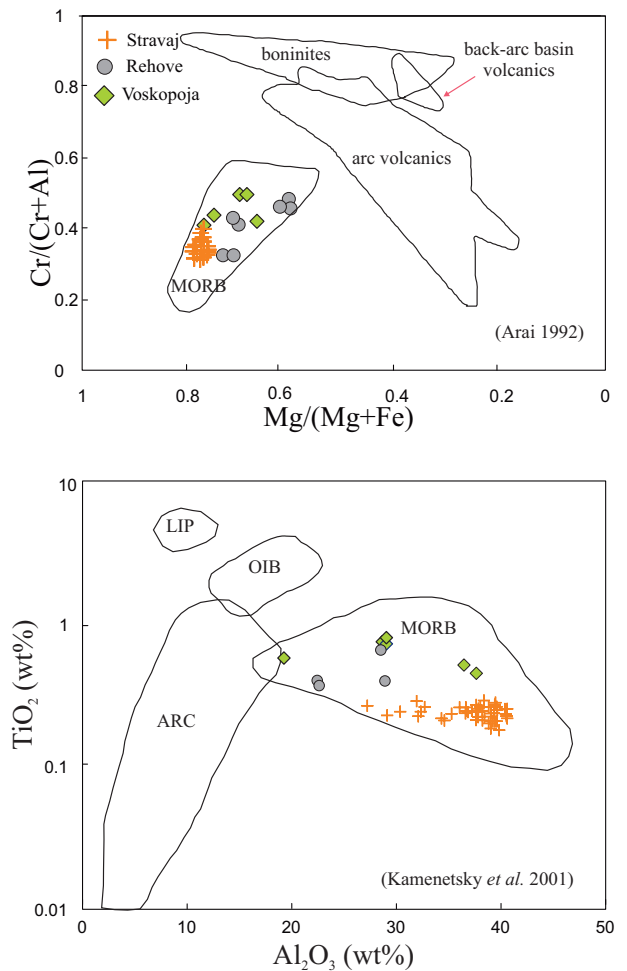 1
0.8
0.6
0.4
0.2
0
Cr/(Cr+Al)
Stravaj
Rehove
Voskopoja
boninites
back-arc basin
volcanics
arc volcanics
MORB
(Arai 1992)
1
0.8
0.6
0.4
0.2
0
Mg/(Mg+Fe)
10
1
0.1
0.01
TiO₂ (wt%)
LIP
OIB
MORB
ARC
(Kamenetsky et al. 2001)
0
10
20
30
40
50
Al₂O₃ (wt%)